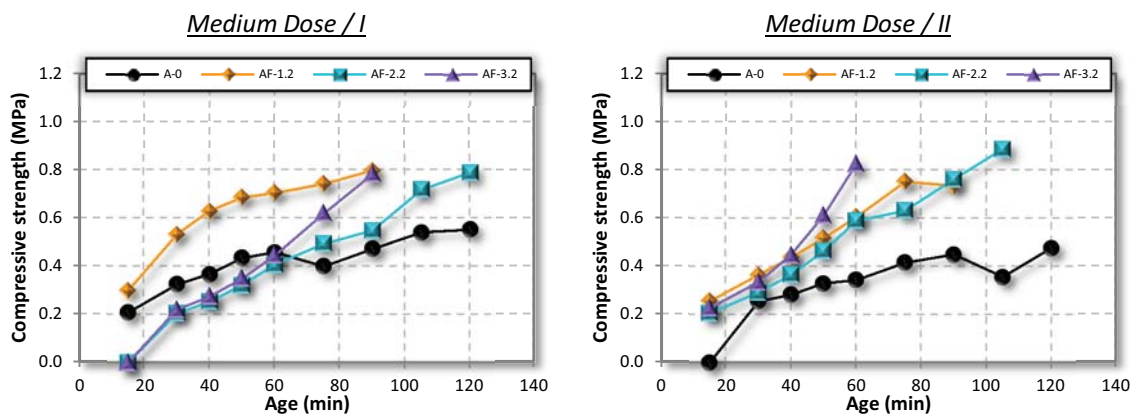 Medium Dose / I
A-0 AF-1.2 AF-2.2 AF-3.2
Compressive strength (MPa)
1.2
1.0
0.8
0.6
0.4
0.2
0.0
0 20 40 60 80 100 120 140
Age (min)
Medium Dose / II
A-0 AF-1.2 AF-2.2 AF-3.2
Compressive strength (MPa)
1.2
1.0
0.8
0.6
0.4
0.2
0.0
0 20 40 60 80 100 120 140
Age (min)